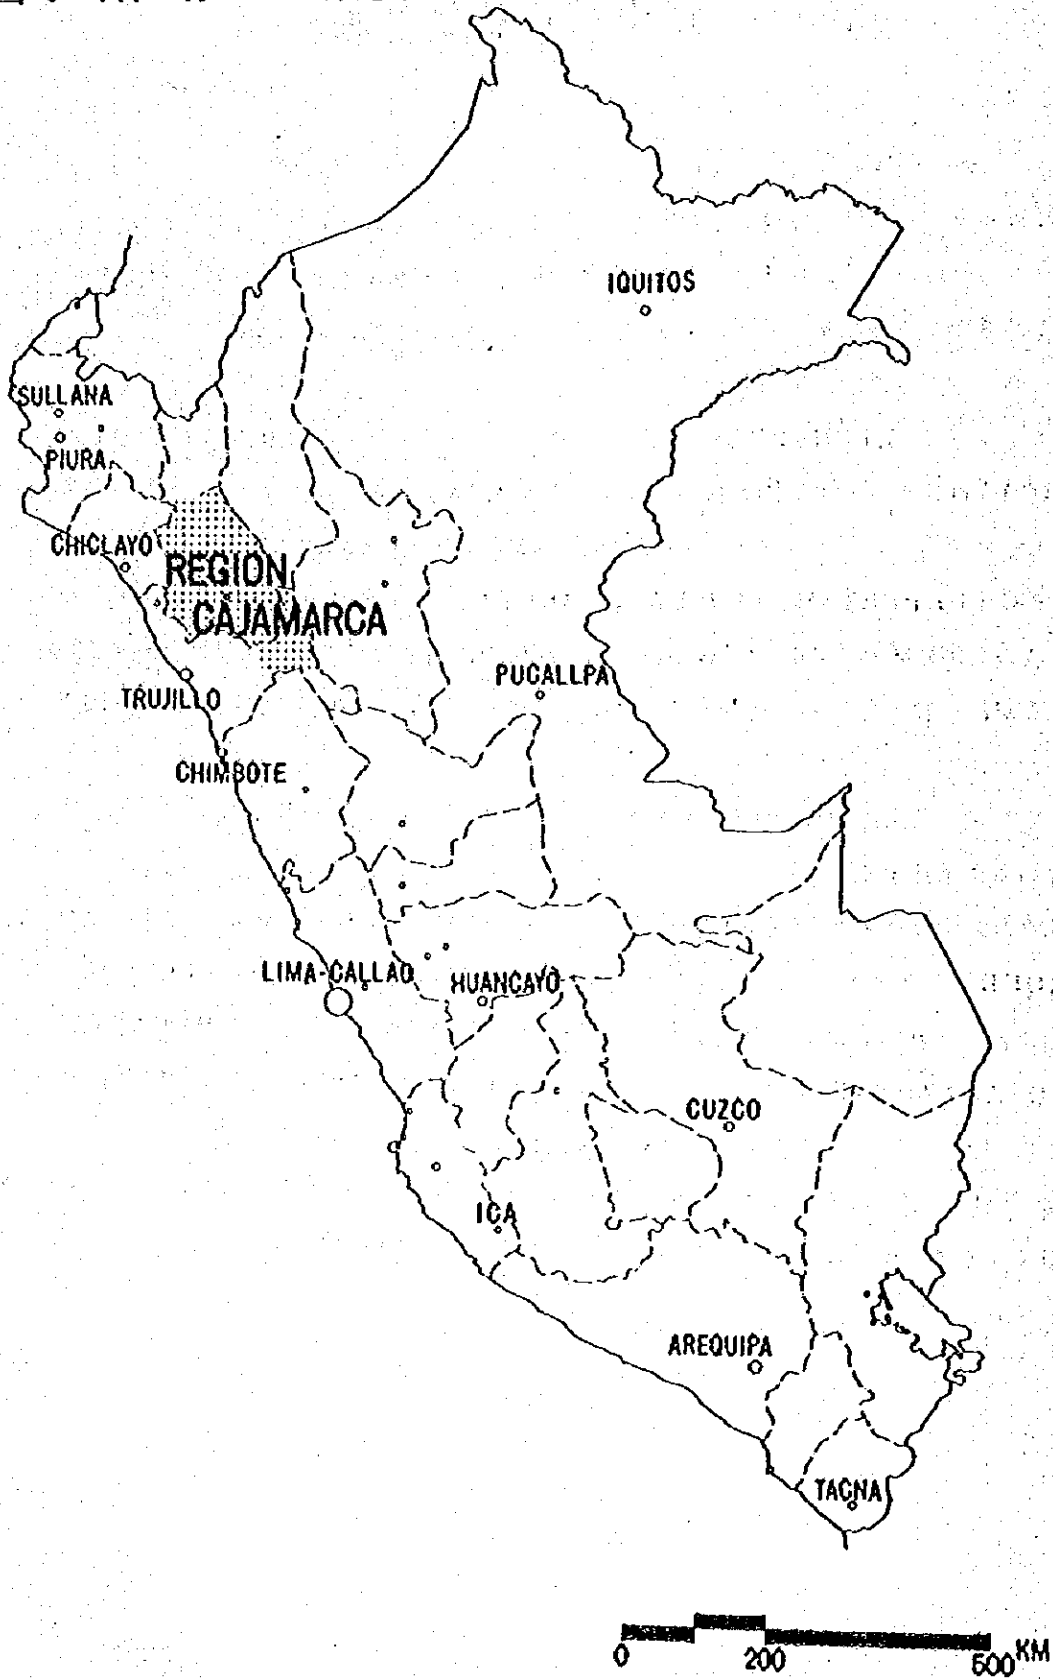 IQUITOS
SULLANA
PIURA
CHICLAYO
REGION
CAJAMARCA
PUCALLPA
TRUJILLO
CHIMBOTE
LIMA-CALLAO
HUANCAYO
CUZCO
ICA
AREQUIPA
TACNA
0 200 500 KM